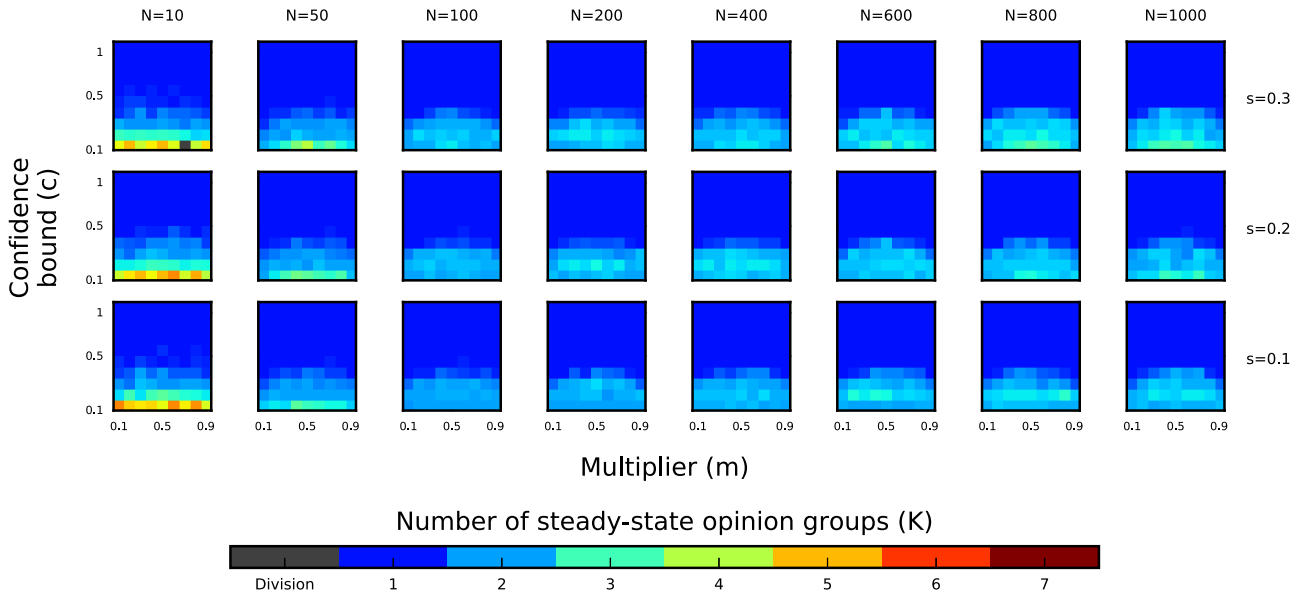 N=10 N=50 N=100 N=200 N=400 N=600 N=800 N=1000
1
0.5
0.1
s=0.3
1
0.5
0.1
s=0.2
Confidence
bound (c)
1
0.5
0.1
s=0.1
0.1 0.5 0.9 0.1 0.5 0.9 0.1 0.5 0.9 0.1 0.5 0.9 0.1 0.5 0.9 0.1 0.5 0.9 0.1 0.5 0.9 0.1 0.5 0.9
Multiplier (m)
Number of steady-state opinion groups (K)
Division 1 2 3 4 5 6 7